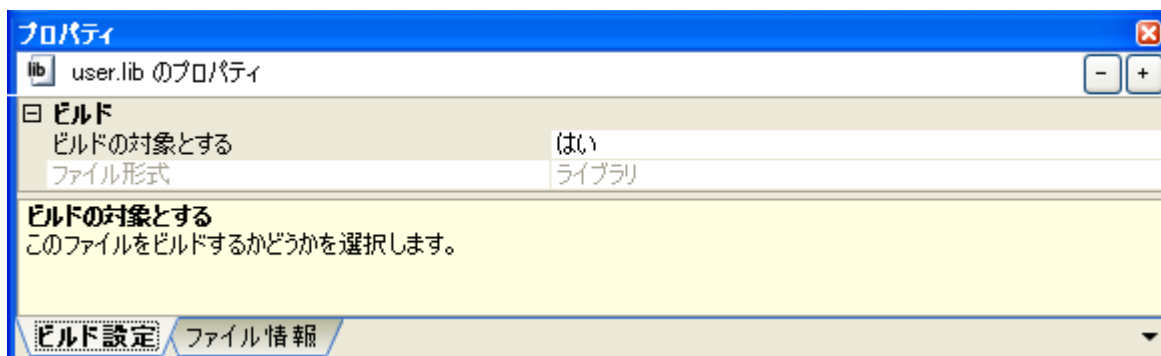 プロパティ
lib user.lib のプロパティ
- +
ビルド
ビルドの対象とする はい
ファイル形式 ライブラリ
ビルドの対象とする
このファイルをビルドするかどうかを選択します。
ビルド設定 ファイル情報